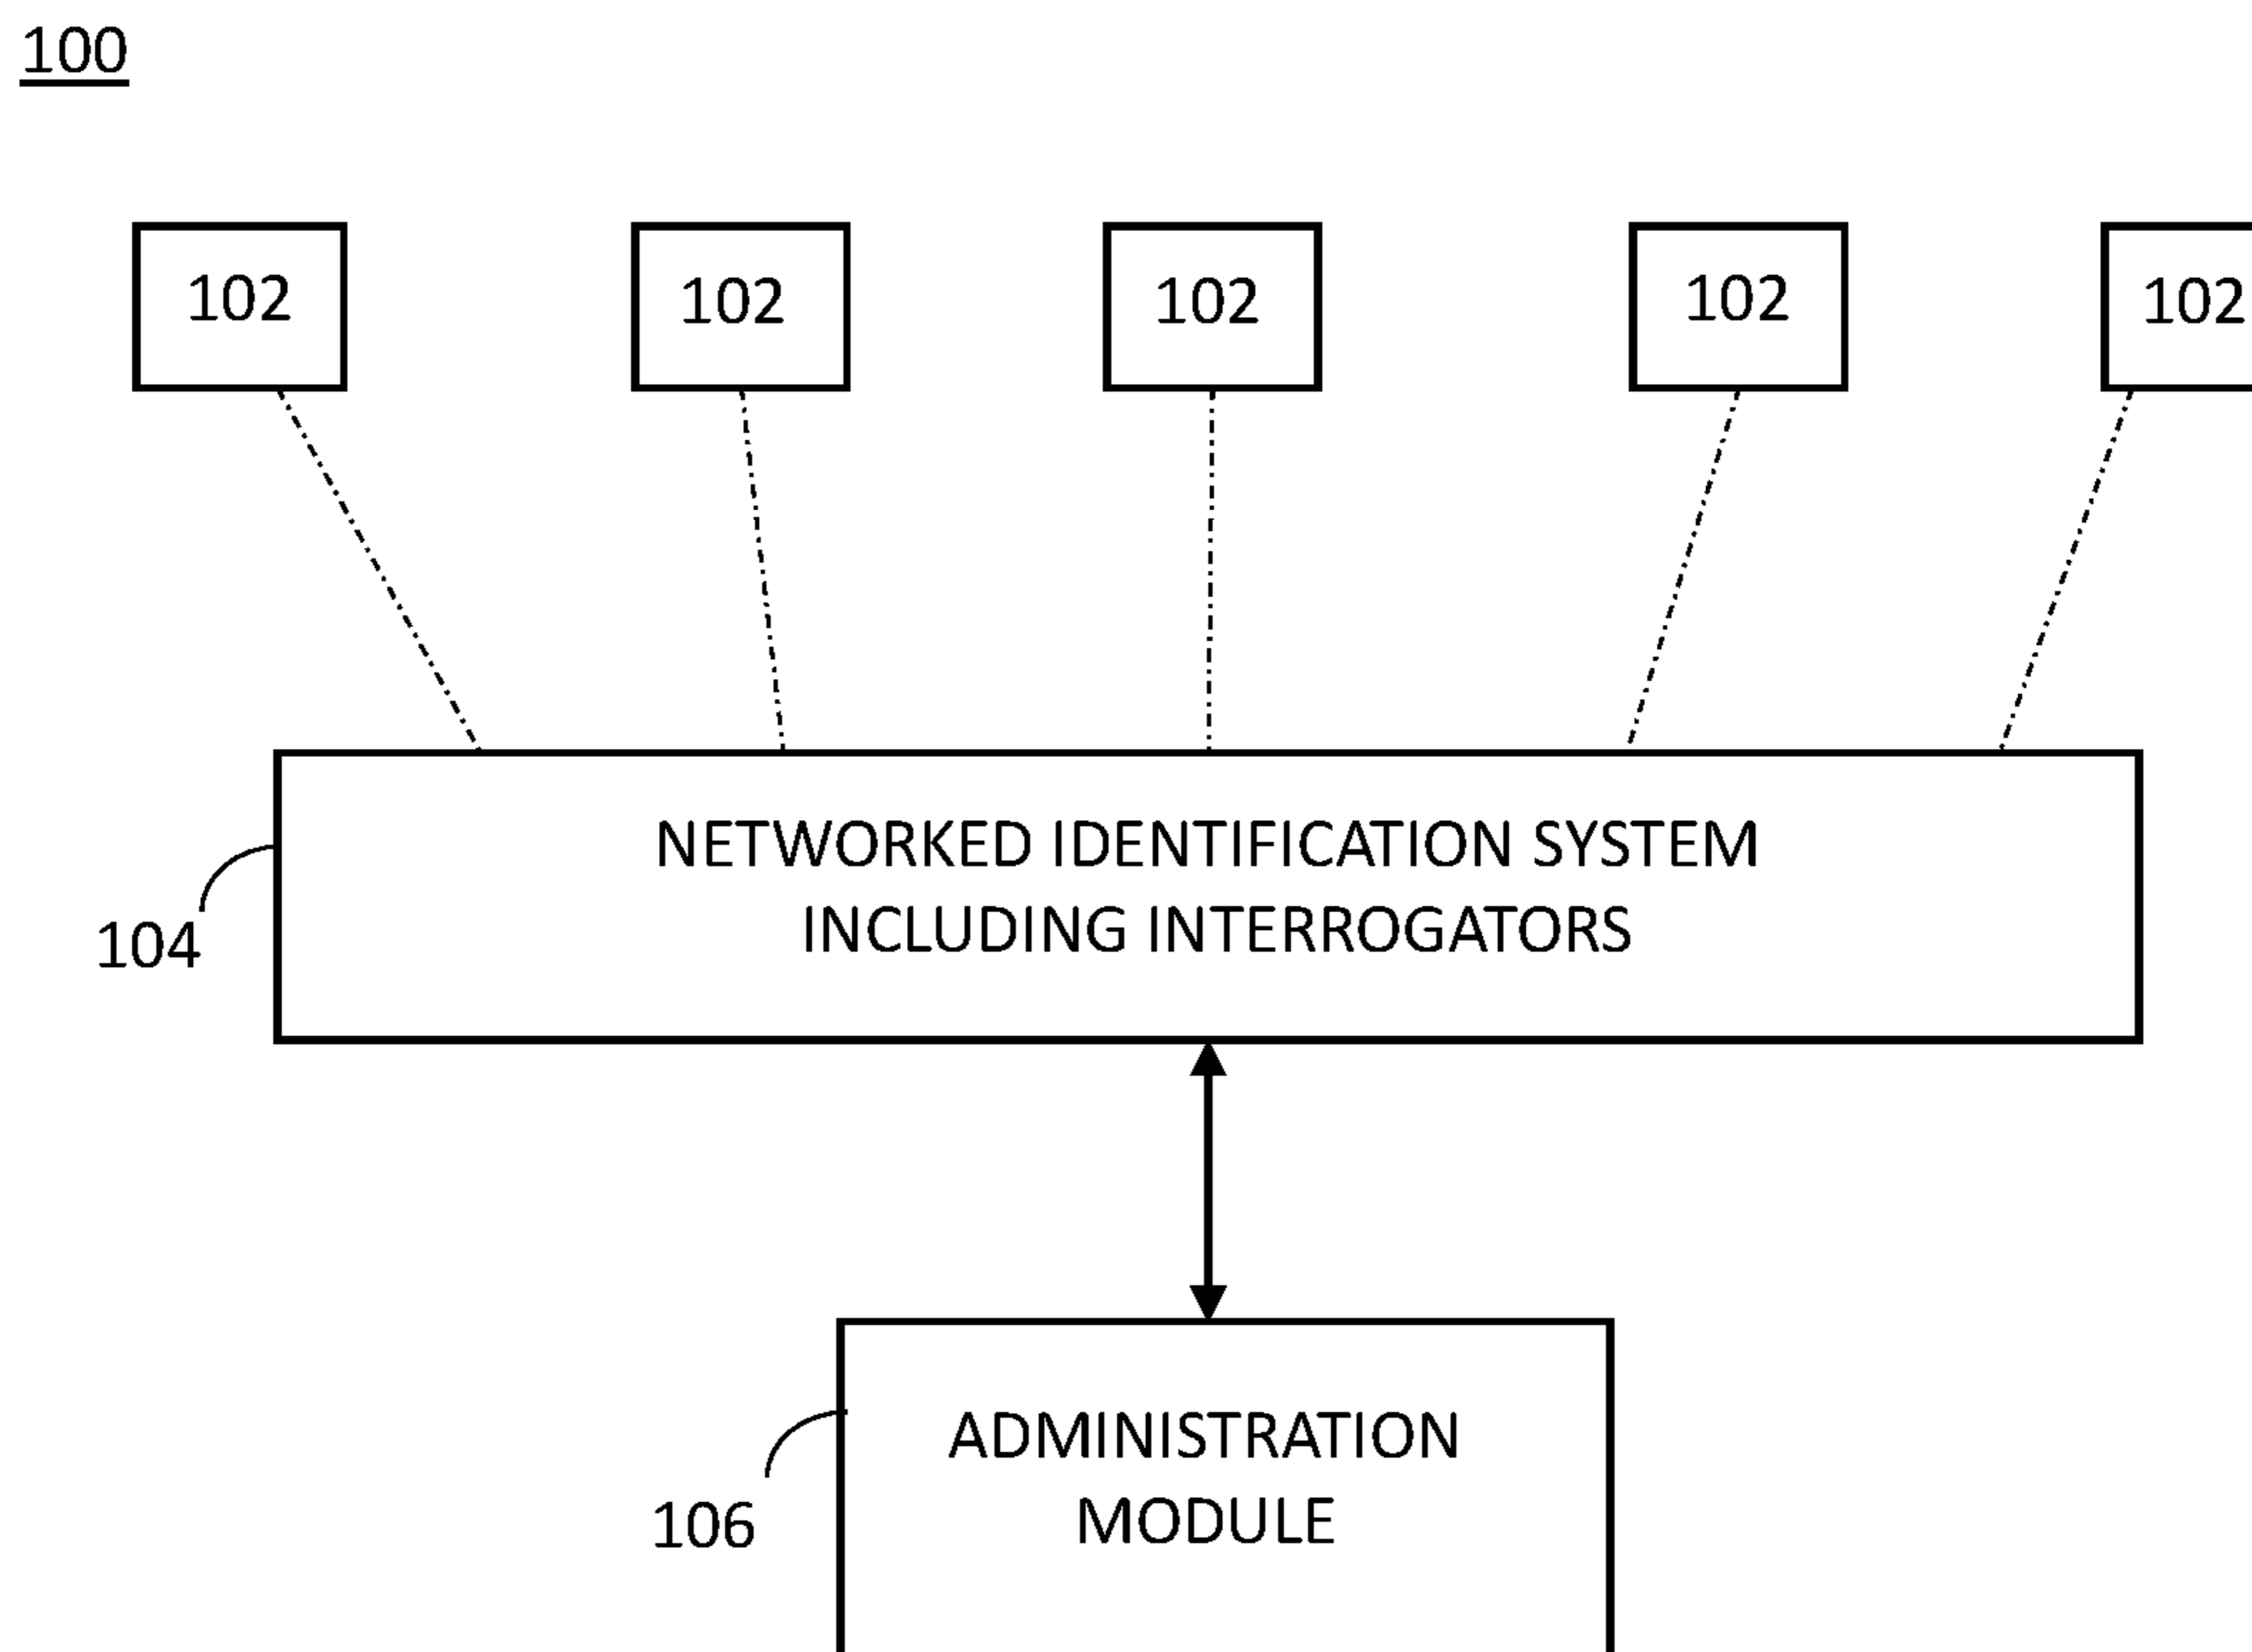 100
102 102 102 102 102
NETWORKED IDENTIFICATION SYSTEM
INCLUDING INTERROGATORS
104
ADMINISTRATION
MODULE
106